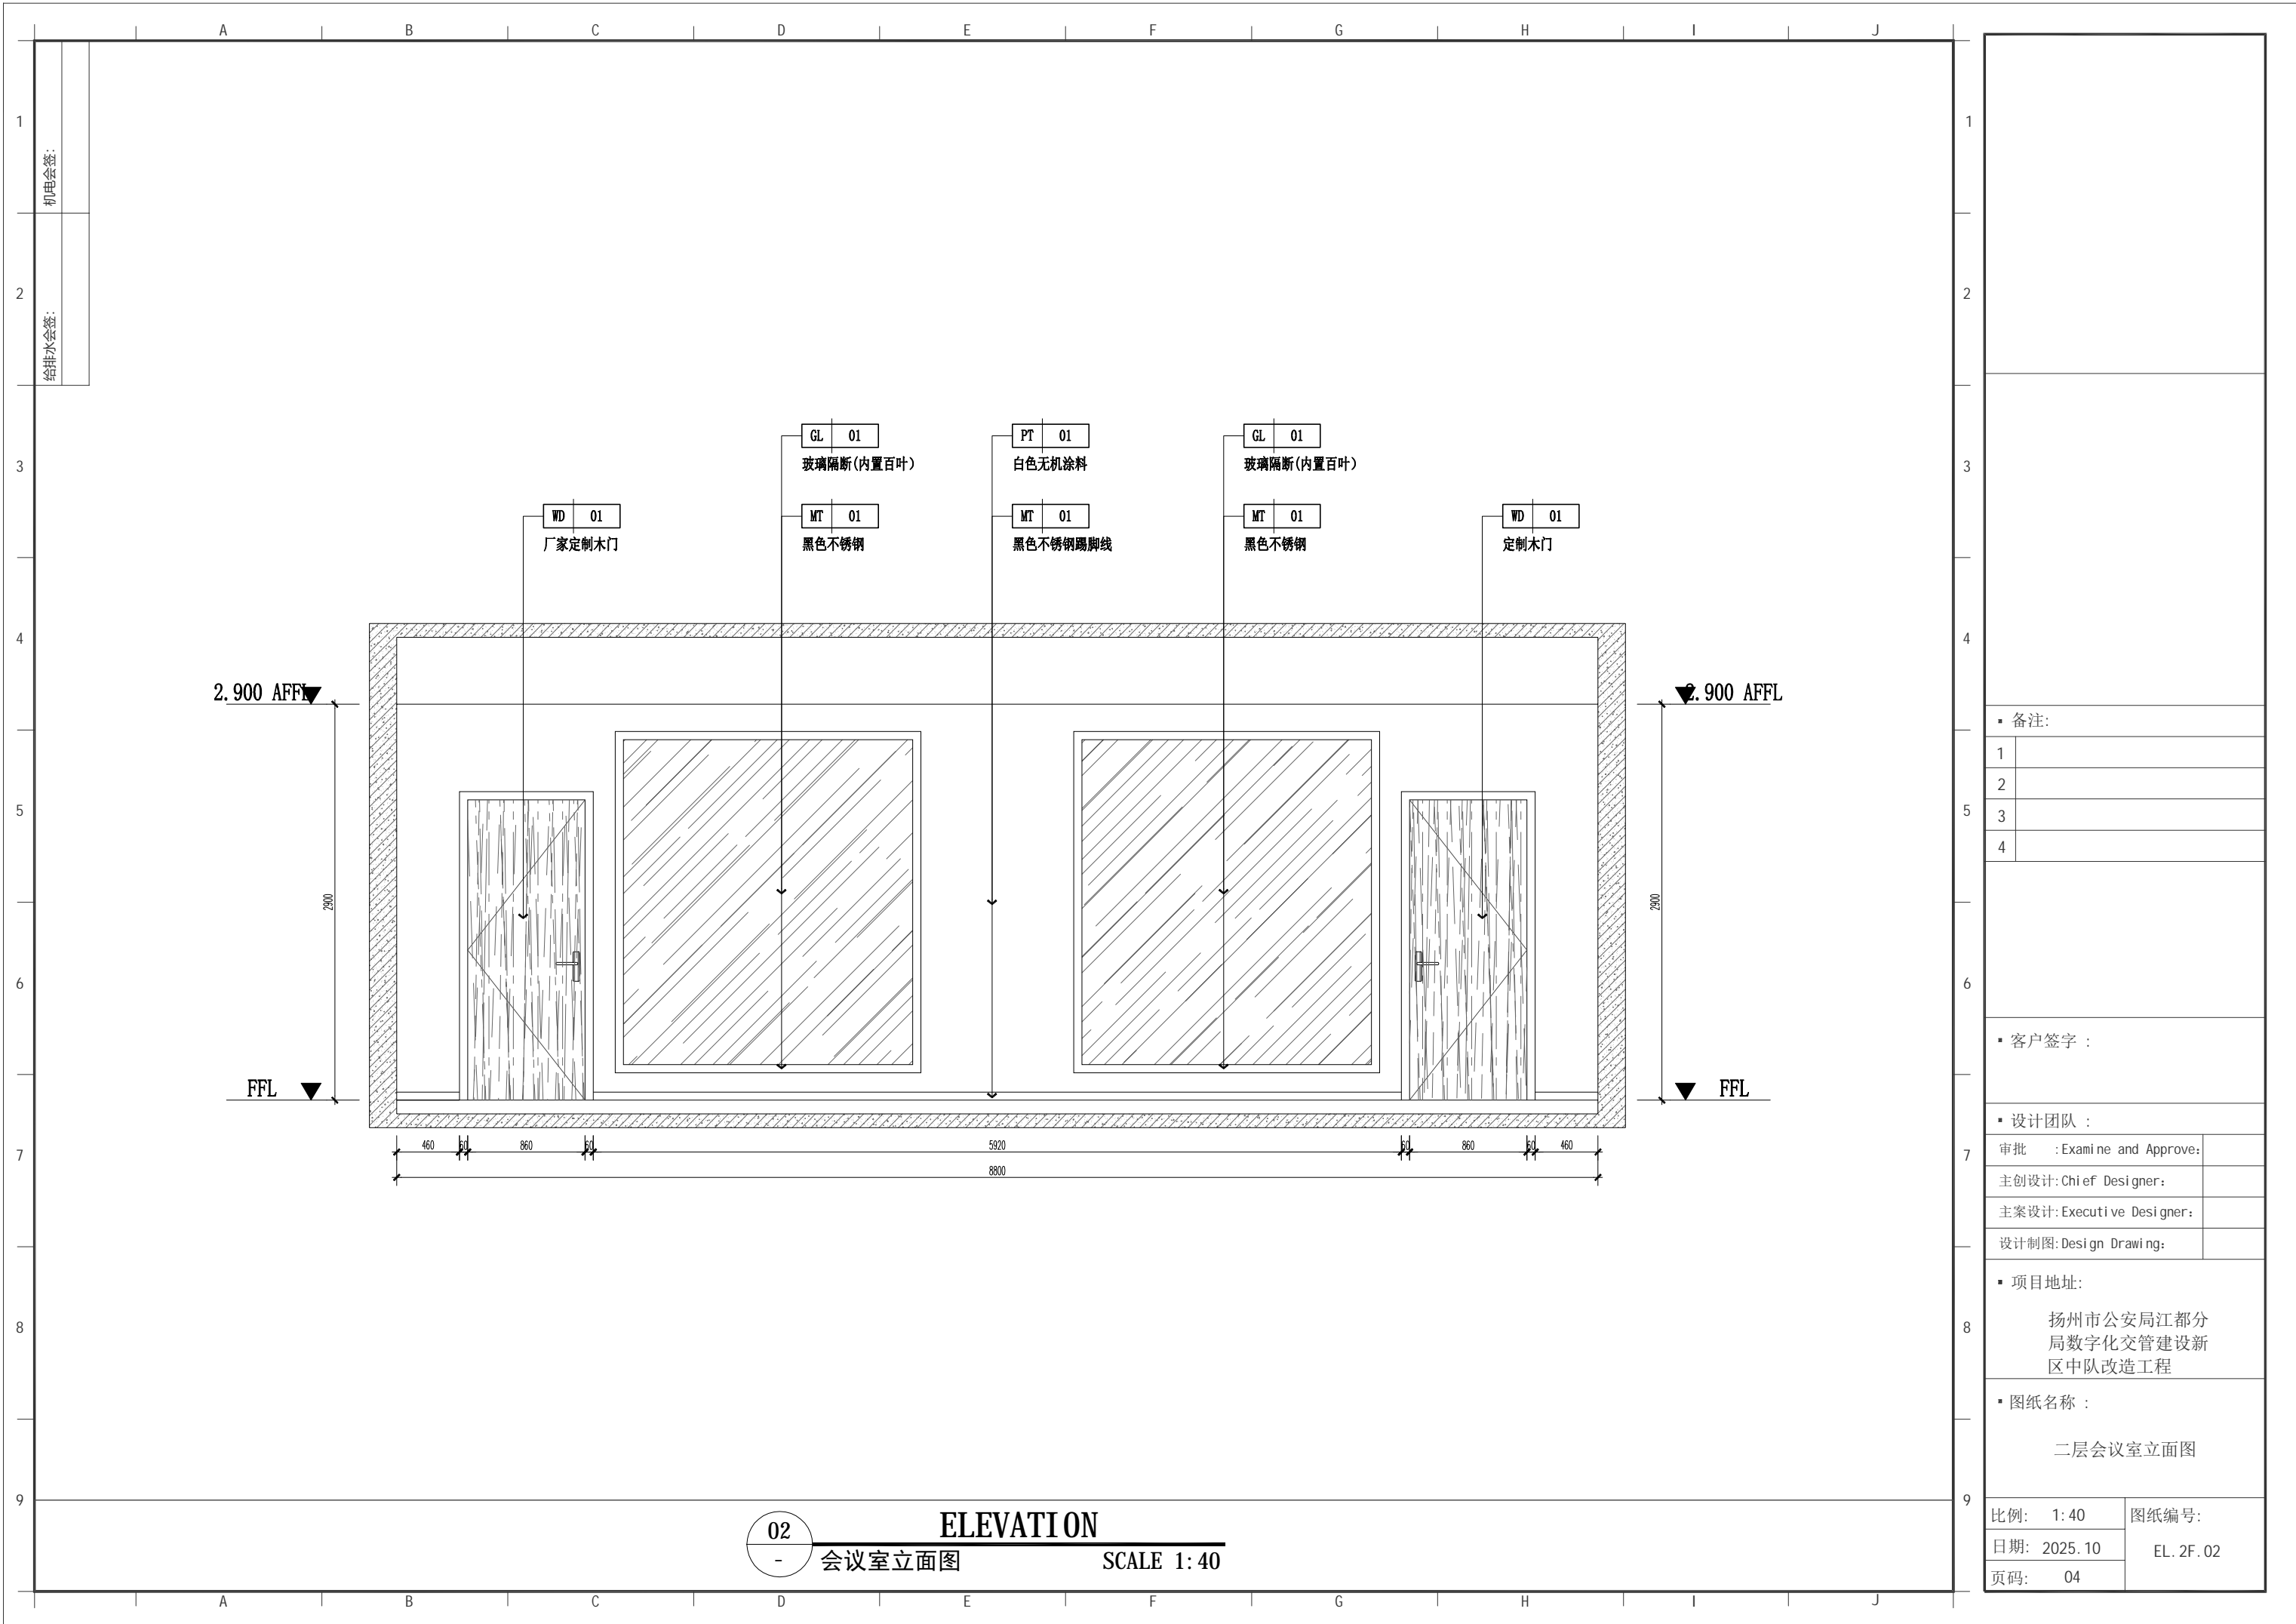 A B C D E F G H I J
1
2
3
4
5
6
7
8
9
1
2
3
4
5
6
7
8
9
机电会签:
给排水会签:
GL 01
玻璃隔断(内置百叶)
PT 01
白色无机涂料
GL 01
玻璃隔断(内置百叶)
WD 01
厂家定制木门
MT 01
黑色不锈钢
MT 01
黑色不锈钢踢脚线
MT 01
黑色不锈钢
WD 01
定制木门
2.900 AFFL
2.900 AFFL
2900
2900
FFL
FFL
460 60 860 60 5920 60 860 60 460
8800
02
-
ELEVATION
会议室立面图 SCALE 1:40
A B C D E F G H I J
▪ 备注:
1
2
3
4
▪ 客户签字 :
▪ 设计团队 :
审批 :Examine and Approve:
主创设计:Chief Designer:
主案设计:Executive Designer:
设计制图:Design Drawing:
▪ 项目地址:
扬州市公安局江都分
局数字化交管建设新
区中队改造工程
▪ 图纸名称 :
二层会议室立面图
比例: 1:40
图纸编号:
日期: 2025.10
EL.2F.02
页码: 04